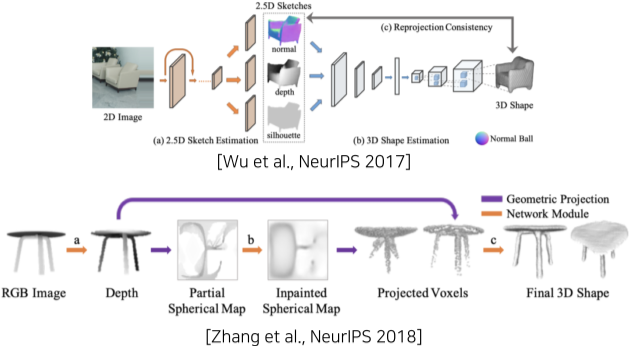 2.5D Sketches
(c) Reprojection Consistency
normal
depth
silhouette
2D Image
3D Shape
(a) 2.5D Sketch Estimation
(b) 3D Shape Estimation
Normal Ball
[Wu et al., NeurIPS 2017]
Geometric Projection
Network Module
a
b
c
RGB Image
Depth
Partial
Spherical Map
Inpainted
Spherical Map
Projected Voxels
Final 3D Shape
[Zhang et al., NeurIPS 2018]